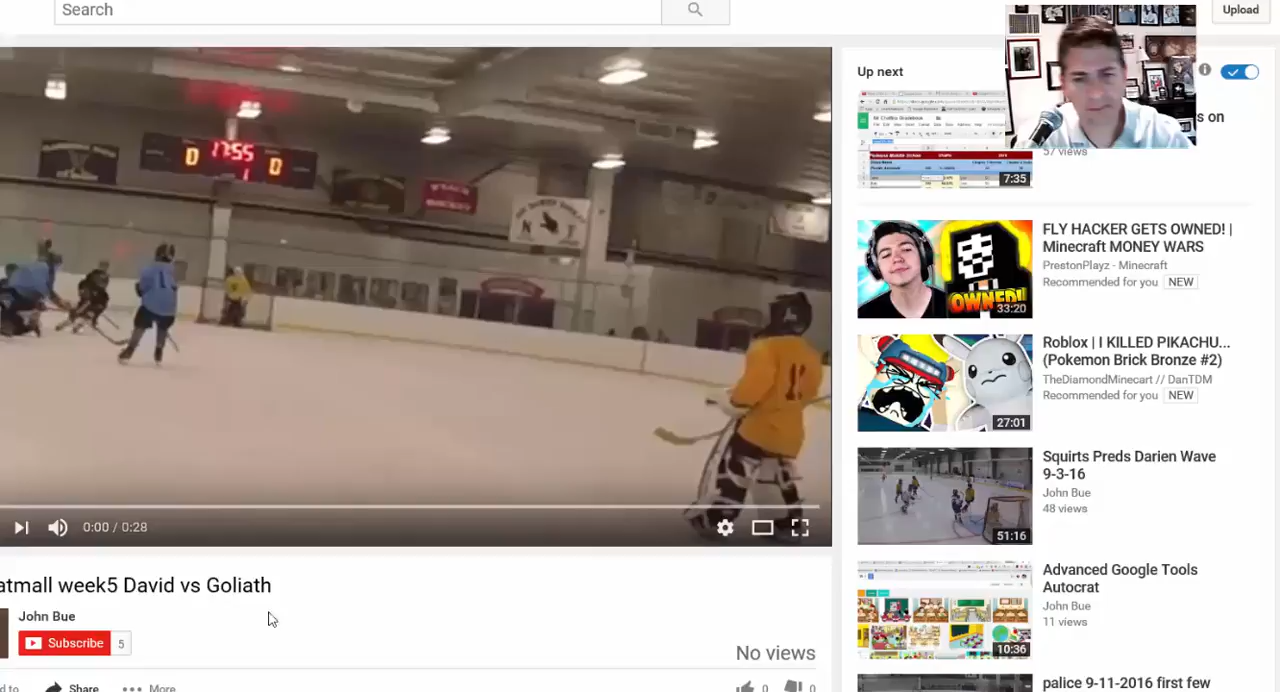 Search
Upload
Up next
s on
57 views
7:35
0 17:55 0
1
FLY HACKER GETS OWNED! |
Minecraft MONEY WARS
PrestonPlayz - Minecraft
Recommended for you NEW
OWNED!
33:20
Roblox | I KILLED PIKACHU...
(Pokemon Brick Bronze #2)
TheDiamondMinecart // DanTDM
Recommended for you NEW
27:01
Squirts Preds Darien Wave
9-3-16
John Bue
48 views
51:16
0:00 / 0:28
atmall week5 David vs Goliath
John Bue
Subscribe 5
No views
Advanced Google Tools
Autocrat
John Bue
11 views
10:36
d to Share More 0 0
palice 9-11-2016 first few